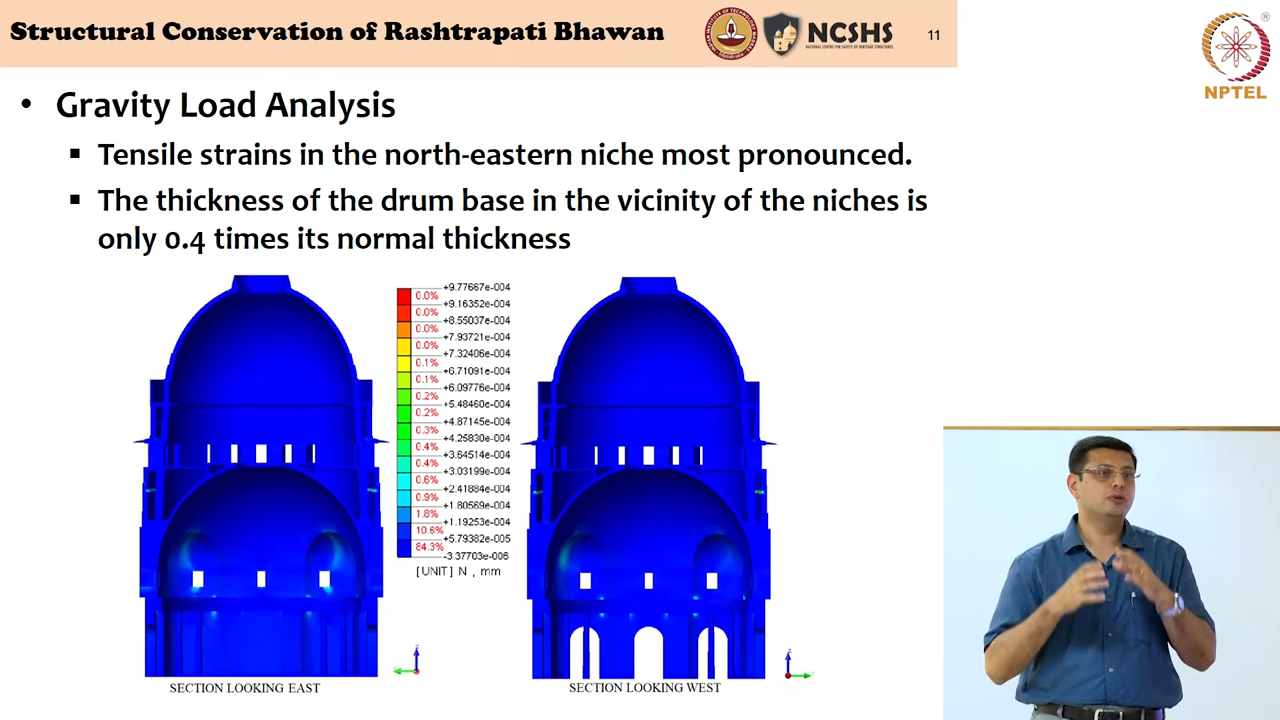 Structural Conservation of Rashtrapati Bhawan
NCSHS
NATIONAL CENTRE FOR SAFETY OF HERITAGE STRUCTURES
11
®
NPTEL
• Gravity Load Analysis
▪ Tensile strains in the north-eastern niche most pronounced.
▪ The thickness of the drum base in the vicinity of the niches is
only 0.4 times its normal thickness
+9.77667e-004
0.0%
+9.16352e-004
0.0%
+8.55037e-004
0.0%
+7.93721e-004
0.0%
+7.32406e-004
0.1%
+6.71091e-004
0.1%
+6.09776e-004
0.2%
+5.48460e-004
0.2%
+4.87145e-004
0.3%
+4.25830e-004
0.4%
+3.64514e-004
0.4%
+3.03199e-004
0.6%
+2.41884e-004
0.9%
+1.80569e-004
1.8%
+1.19253e-004
10.6%
+5.79382e-005
84.3%
-3.37703e-006
[UNIT] N , mm
SECTION LOOKING EAST
SECTION LOOKING WEST